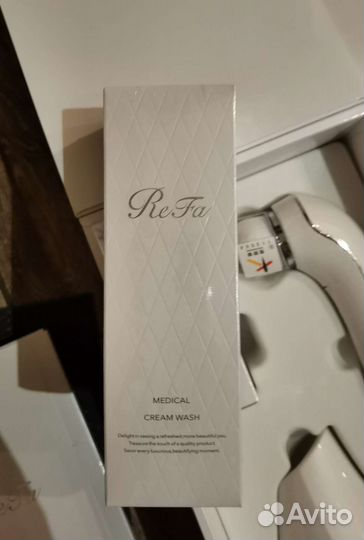 ReFa
MEDICAL
CREAM WASH
Delight in seeing a refreshed, more beautiful you.
Treasure the touch of a quality product.
Savor every luxurious, beautifying moment.
Avito